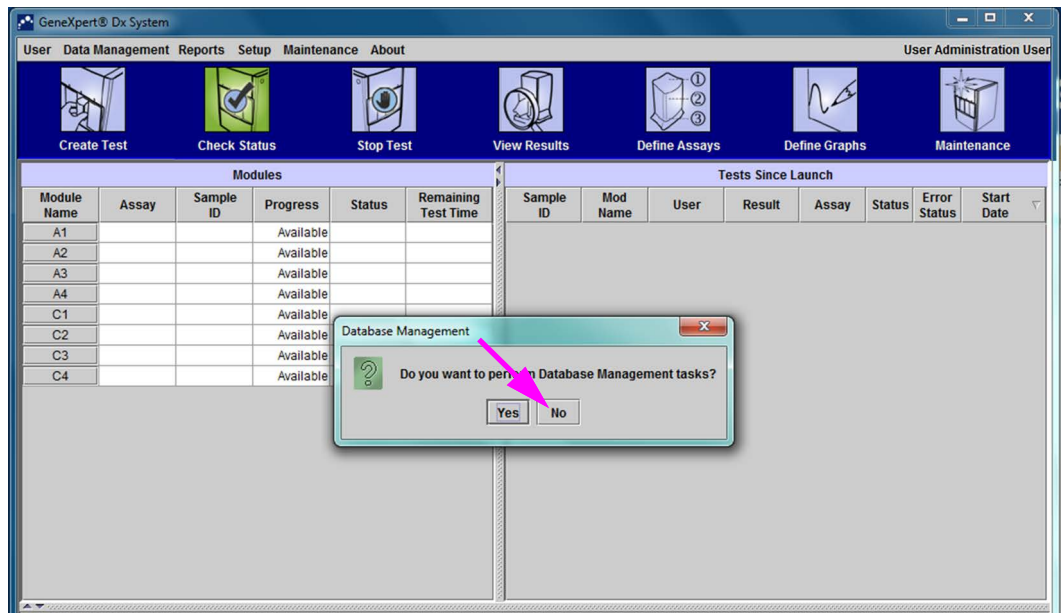 GeneXpert® Dx System
User Data Management Reports Setup Maintenance About User Administration User
Create Test Check Status Stop Test View Results Define Assays Define Graphs Maintenance
1
2
3
Modules Tests Since Launch
Module Name Assay Sample ID Progress Status Remaining Test Time Sample ID Mod Name User Result Assay Status Error Status Start Date
A1 Available
A2 Available
A3 Available
A4 Available
C1 Available
C2 Available
C3 Available
C4 Available
Database Management
Do you want to perform Database Management tasks?
Yes No